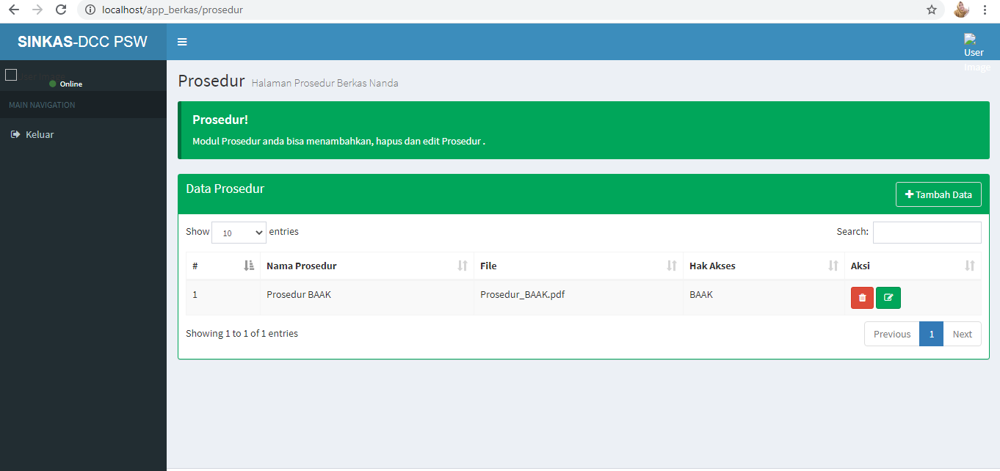 localhost/app_berkas/prosedur
SINKAS-DCC PSW
User
Image
Online
MAIN NAVIGATION
Keluar
Prosedur Halaman Prosedur Berkas Nanda
Prosedur!
Modul Prosedur anda bisa menambahkan, hapus dan edit Prosedur .
Data Prosedur
Tambah Data
Show 10 entries
Search:
# Nama Prosedur File Hak Akses Aksi
1 Prosedur BAAK Prosedur_BAAK.pdf BAAK
Showing 1 to 1 of 1 entries
Previous 1 Next